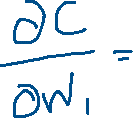 ∂C
∂W₁ =